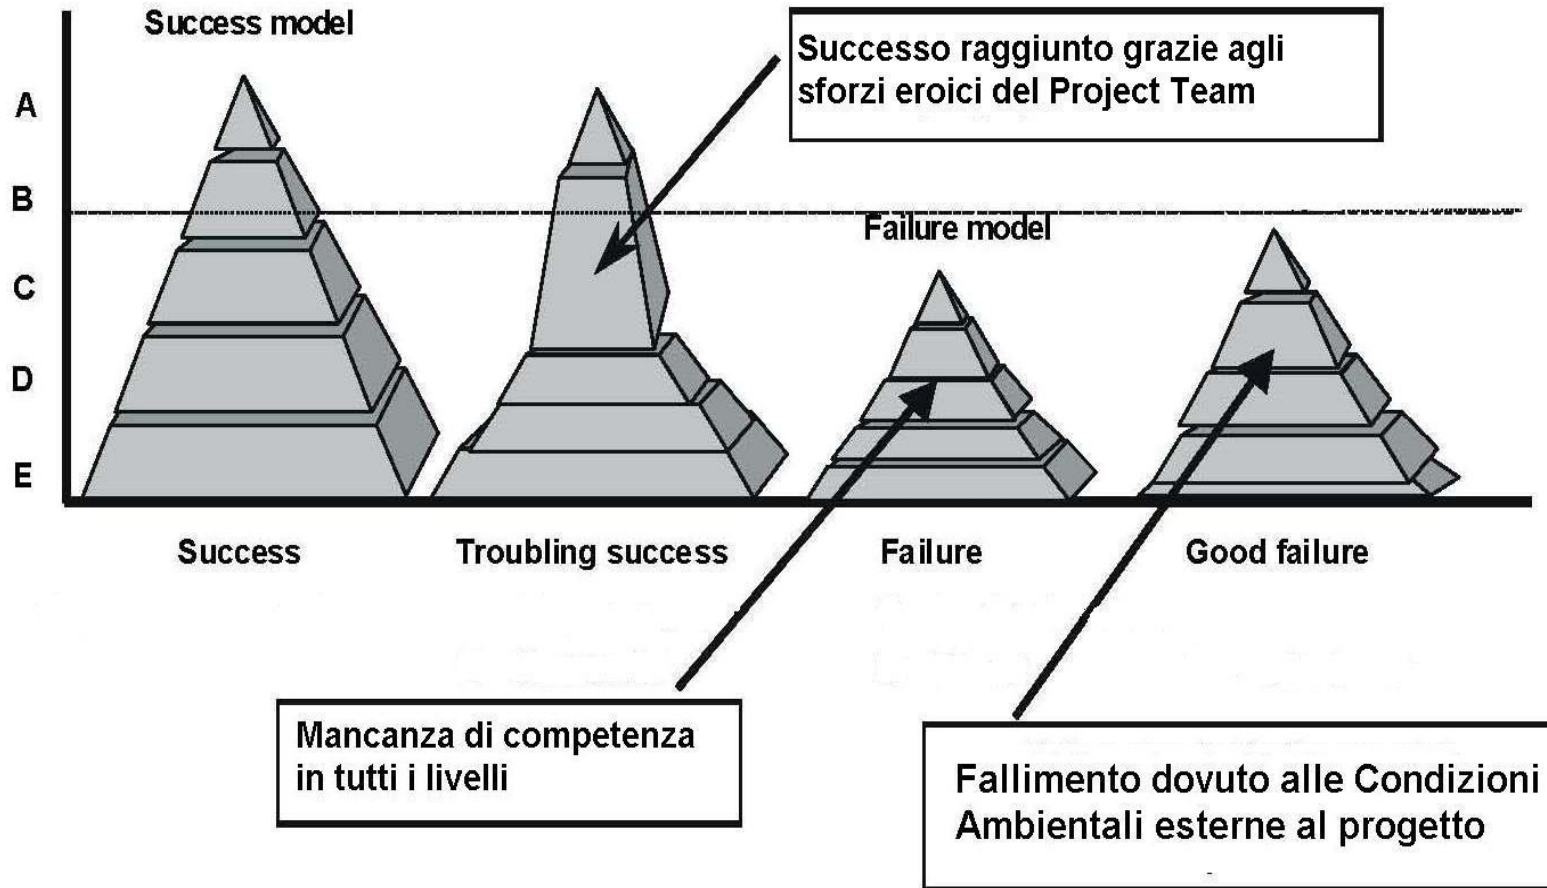 Success model
Successo raggiunto grazie agli
sforzi eroici del Project Team
A
B
Failure model
C
D
E
Success
Troubling success
Failure
Good failure
Mancanza di competenza
in tutti i livelli
Fallimento dovuto alle Condizioni
Ambientali esterne al progetto